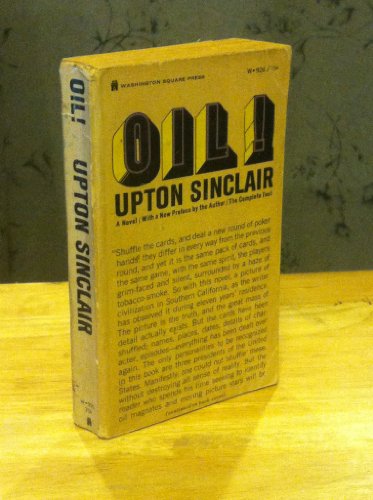 WASHINGTON SQUARE PRESS
W•926 /
OIL!
UPTON SINCLAIR
A Novel / With a New Preface by the Author / The Complete Text
"Shuffle the cards, and deal a new round of poker
hands! they differ in every way from the previous
round, and yet it is the same pack of cards, and
the same game, with the same spirit, the players
grim-faced and silent, surrounded by a haze of
tobacco-smoke. So with this novel, a picture of
civilization in Southern California, as the writer
has observed it during eleven years' residence.
The picture is the truth, and the great mass of
detail actually exists. But the cards have been
shuffled; names, places, dates, details of char
acter, episodes—everything has been dealt over
again. The only personalities to be recognized
in this book are three presidents of the United
States. Manifestly, one could not shuffle these
without destroying all sense of reality. But the
reader who spends his time seeking to identify
oil magnates and moving picture stars will be
OIL! UPTON SINCLAIR